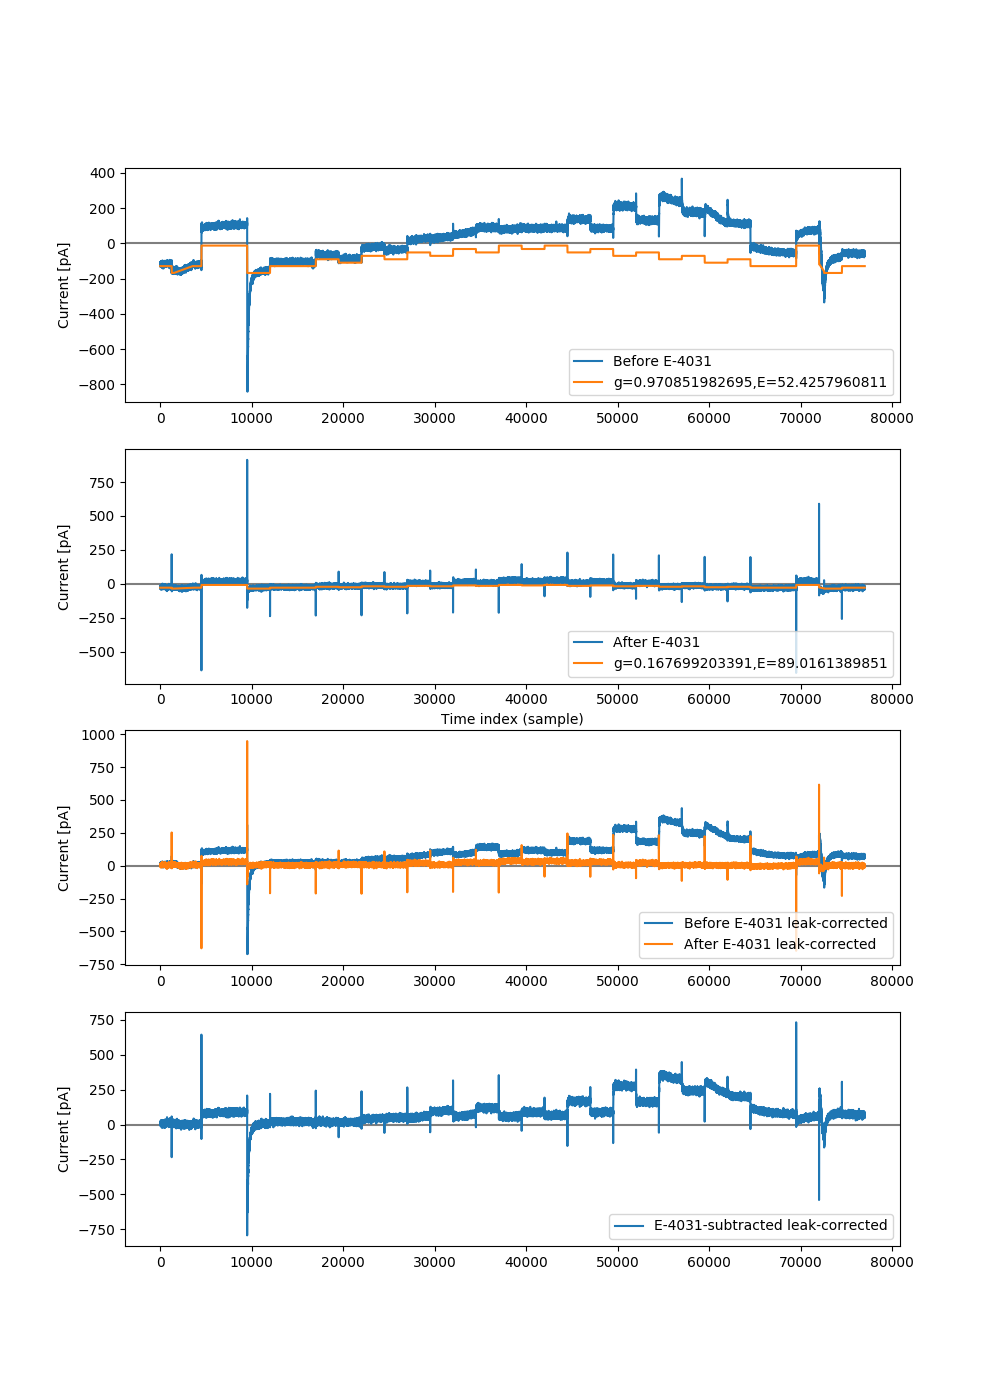 400
200
0
−200
−400
−600
−800
Current [pA]
Before E-4031
g=0.970851982695,E=52.4257960811
0 10000 20000 30000 40000 50000 60000 70000 80000
750
500
250
0
−250
−500
Current [pA]
After E-4031
g=0.167699203391,E=89.0161389851
0 10000 20000 30000 40000 50000 60000 70000 80000
Time index (sample)
1000
750
500
250
0
−250
−500
−750
Current [pA]
Before E-4031 leak-corrected
After E-4031 leak-corrected
0 10000 20000 30000 40000 50000 60000 70000 80000
750
500
250
0
−250
−500
−750
Current [pA]
E-4031-subtracted leak-corrected
0 10000 20000 30000 40000 50000 60000 70000 80000